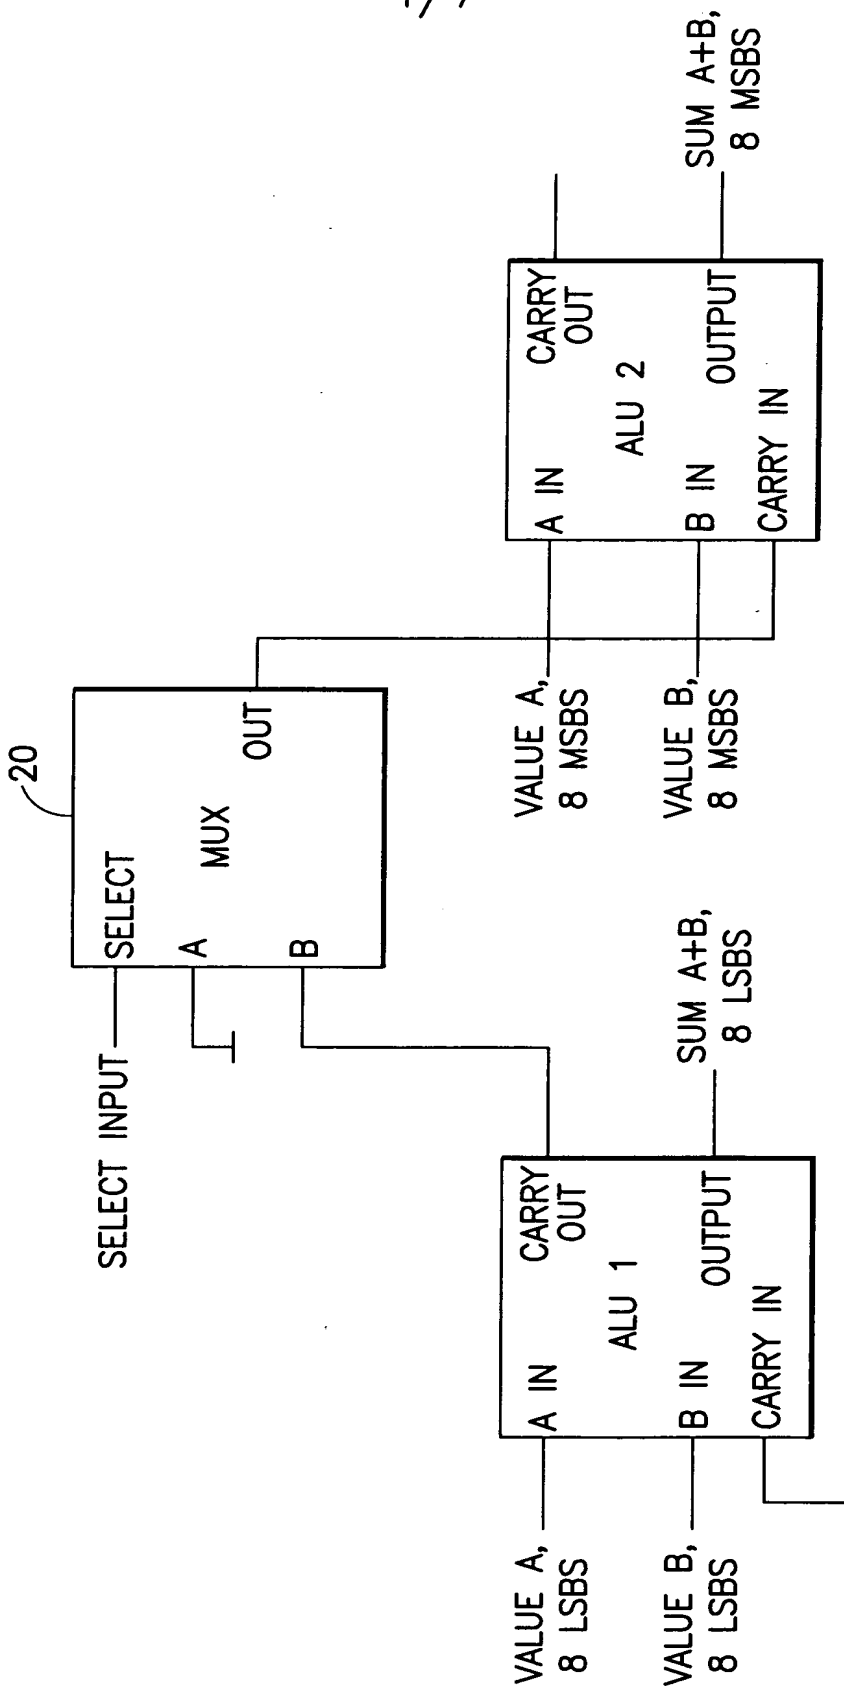 20
SELECT INPUT
SELECT
A
B
MUX
OUT
VALUE A,
8 LSBS
VALUE B,
8 LSBS
A IN
B IN
CARRY IN
ALU 1
CARRY
OUT
OUTPUT
SUM A+B,
8 LSBS
VALUE A,
8 MSBS
VALUE B,
8 MSBS
A IN
B IN
CARRY IN
ALU 2
CARRY
OUT
OUTPUT
SUM A+B,
8 MSBS